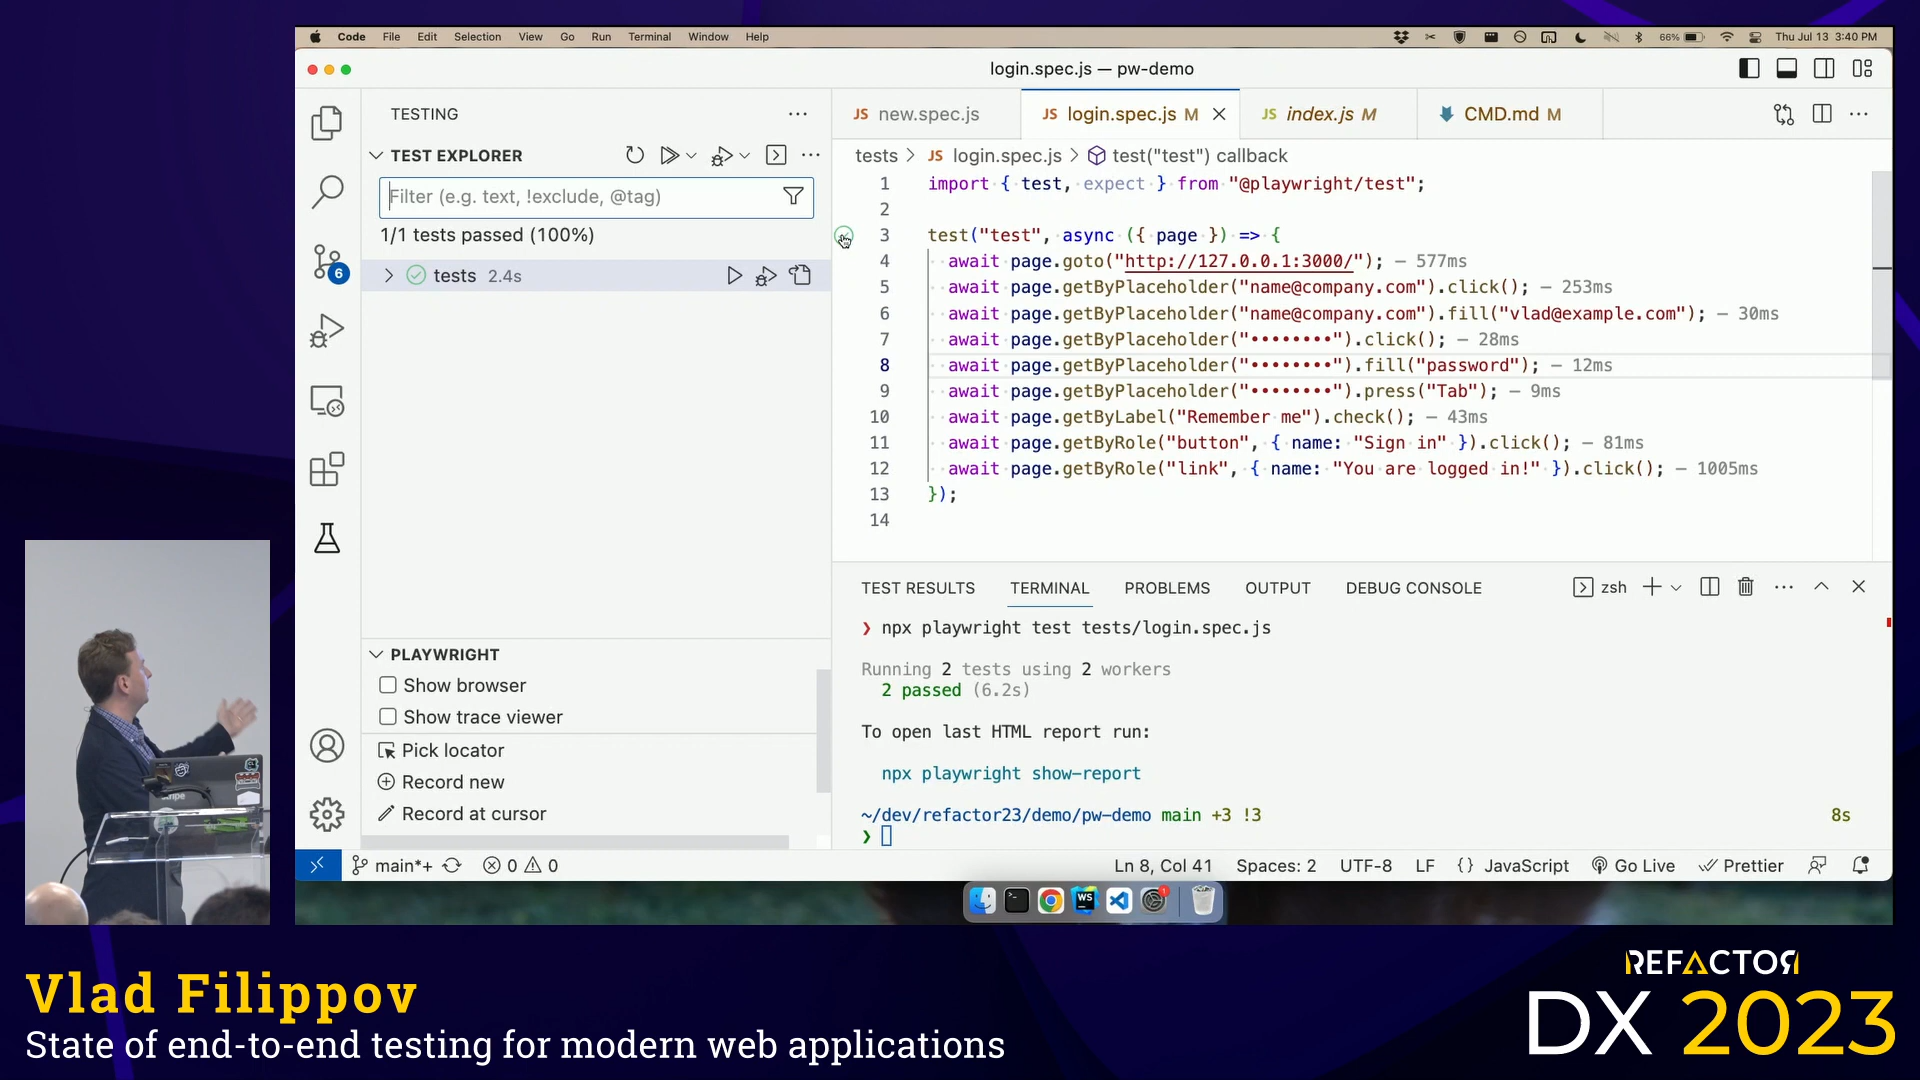 Code File Edit Selection View Go Run Terminal Window Help
66% Thu Jul 13 3:40 PM
login.spec.js — pw-demo
TESTING
TEST EXPLORER
Filter (e.g. text, !exclude, @tag)
1/1 tests passed (100%)
tests 2.4s
6
PLAYWRIGHT
Show browser
Show trace viewer
Pick locator
Record new
Record at cursor
JS new.spec.js JS login.spec.js M JS index.js M CMD.md M
tests > JS login.spec.js > test("test") callback
1 import { test, expect } from "@playwright/test";
2
3 test("test", async ({ page }) => {
4 await page.goto("http://127.0.0.1:3000/"); — 577ms
5 await page.getByPlaceholder("name@company.com").click(); — 253ms
6 await page.getByPlaceholder("name@company.com").fill("vlad@example.com"); — 30ms
7 await page.getByPlaceholder("••••••••").click(); — 28ms
8 await page.getByPlaceholder("••••••••").fill("password"); — 12ms
9 await page.getByPlaceholder("••••••••").press("Tab"); — 9ms
10 await page.getByLabel("Remember me").check(); — 43ms
11 await page.getByRole("button", { name: "Sign in" }).click(); — 81ms
12 await page.getByRole("link", { name: "You are logged in!" }).click(); — 1005ms
13 });
14
TEST RESULTS TERMINAL PROBLEMS OUTPUT DEBUG CONSOLE zsh
❯ npx playwright test tests/login.spec.js
Running 2 tests using 2 workers
2 passed (6.2s)
To open last HTML report run:
npx playwright show-report
~/dev/refactor23/demo/pw-demo main +3 !3 8s
❯
main*+ 0 0 Ln 8, Col 41 Spaces: 2 UTF-8 LF {} JavaScript Go Live Prettier
WS 1
Vlad Filippov
State of end-to-end testing for modern web applications
REFACTOR
DX 2023